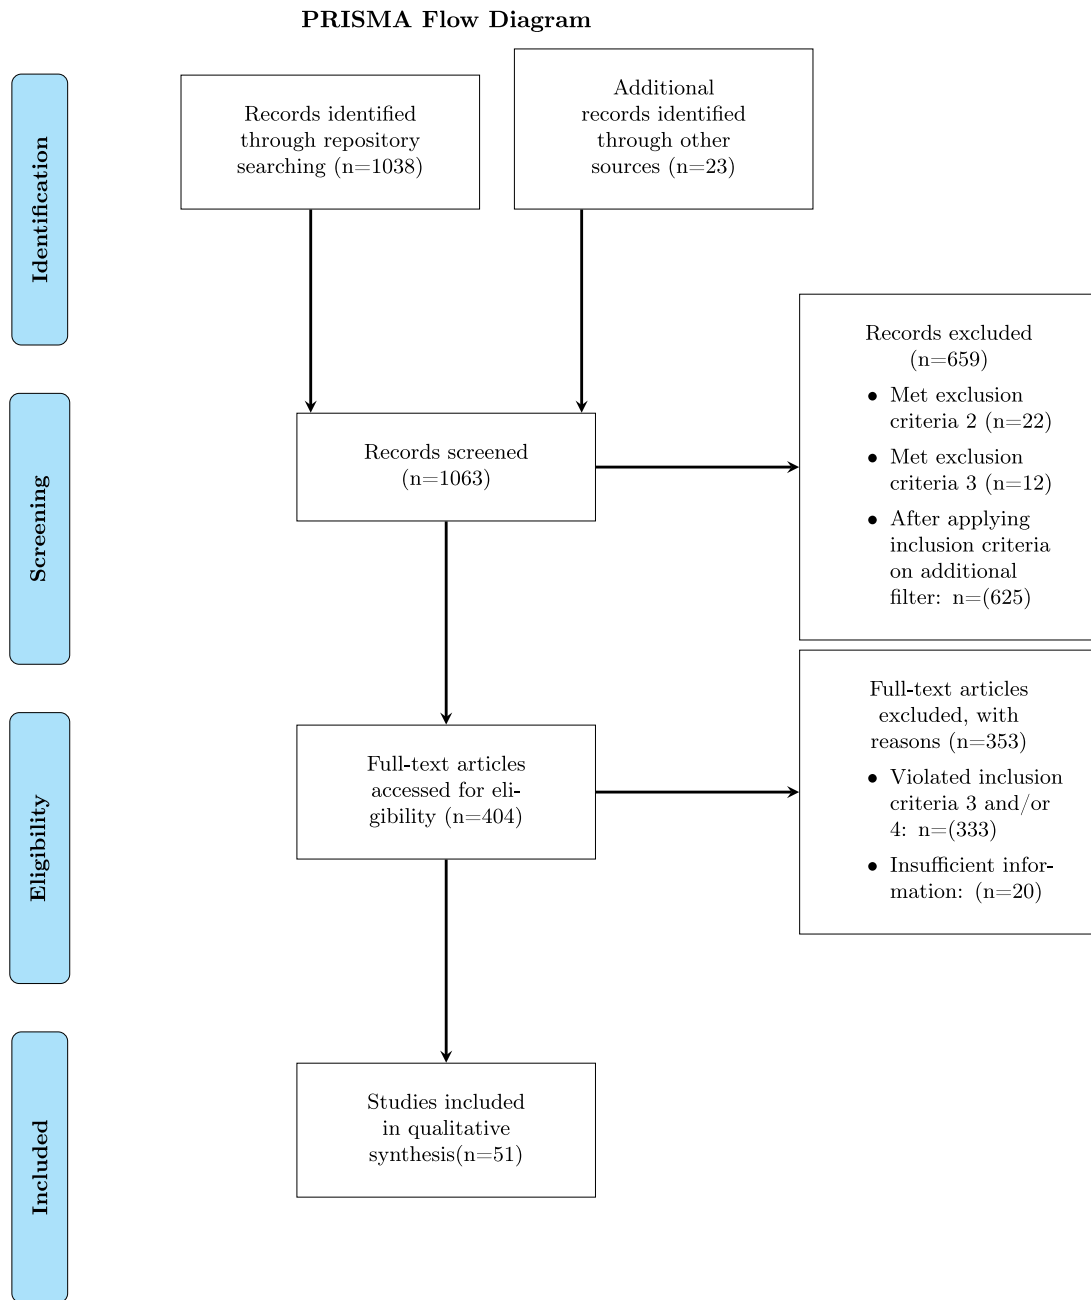 PRISMA Flow Diagram
Identification
Records identified
through repository
searching (n=1038)
Additional
records identified
through other
sources (n=23)
Screening
Records screened
(n=1063)
Records excluded
(n=659)
• Met exclusion
criteria 2 (n=22)
• Met exclusion
criteria 3 (n=12)
• After applying
inclusion criteria
on additional
filter: n=(625)
Eligibility
Full-text articles
accessed for eli-
gibility (n=404)
Full-text articles
excluded, with
reasons (n=353)
• Violated inclusion
criteria 3 and/or
4: n=(333)
• Insufficient infor-
mation: (n=20)
Included
Studies included
in qualitative
synthesis(n=51)